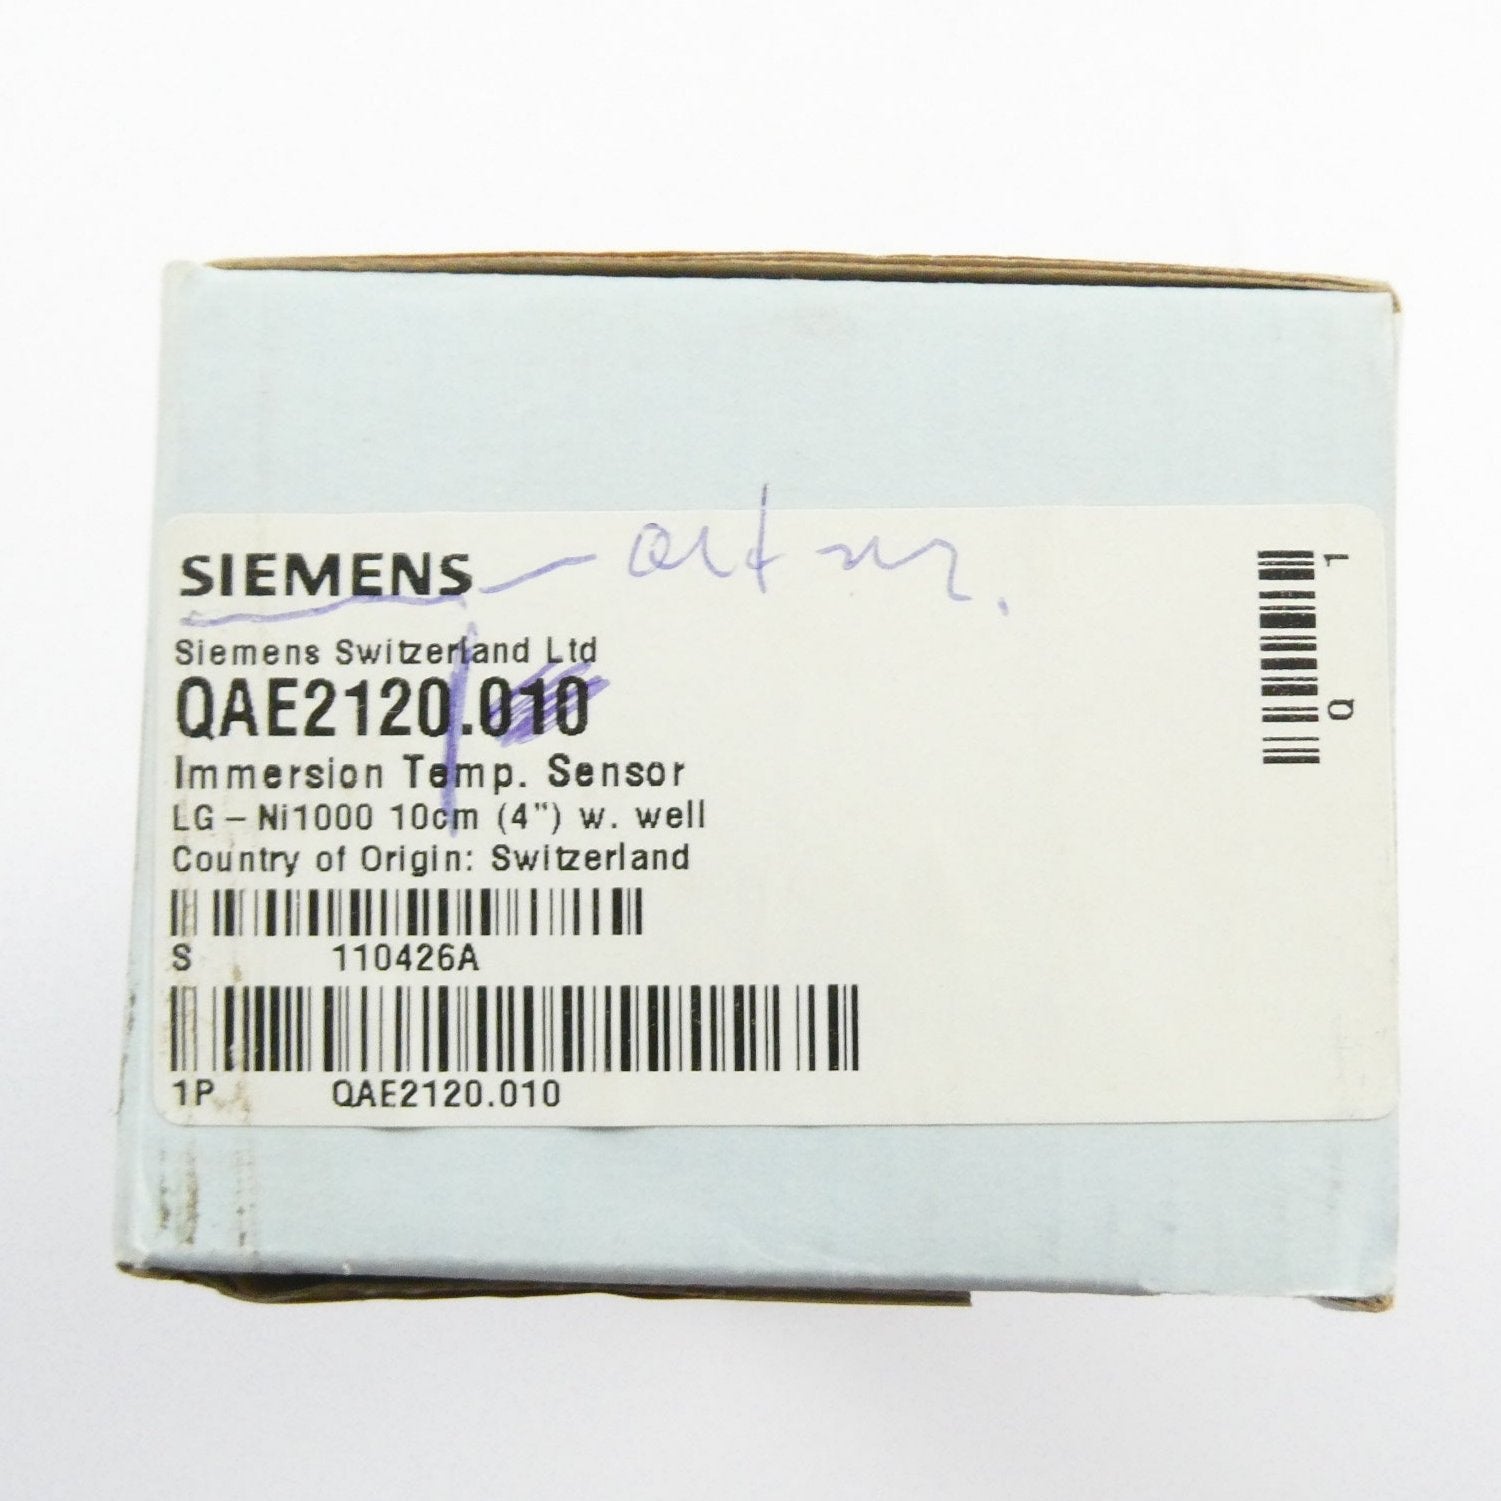 SIEMENS
Siemens Switzerland Ltd
QAE2120.010
Immersion Temp. Sensor
LG – Ni1000 10cm (4") w. well
Country of Origin: Switzerland
S 110426A
1P QAE2120.010
Q 1